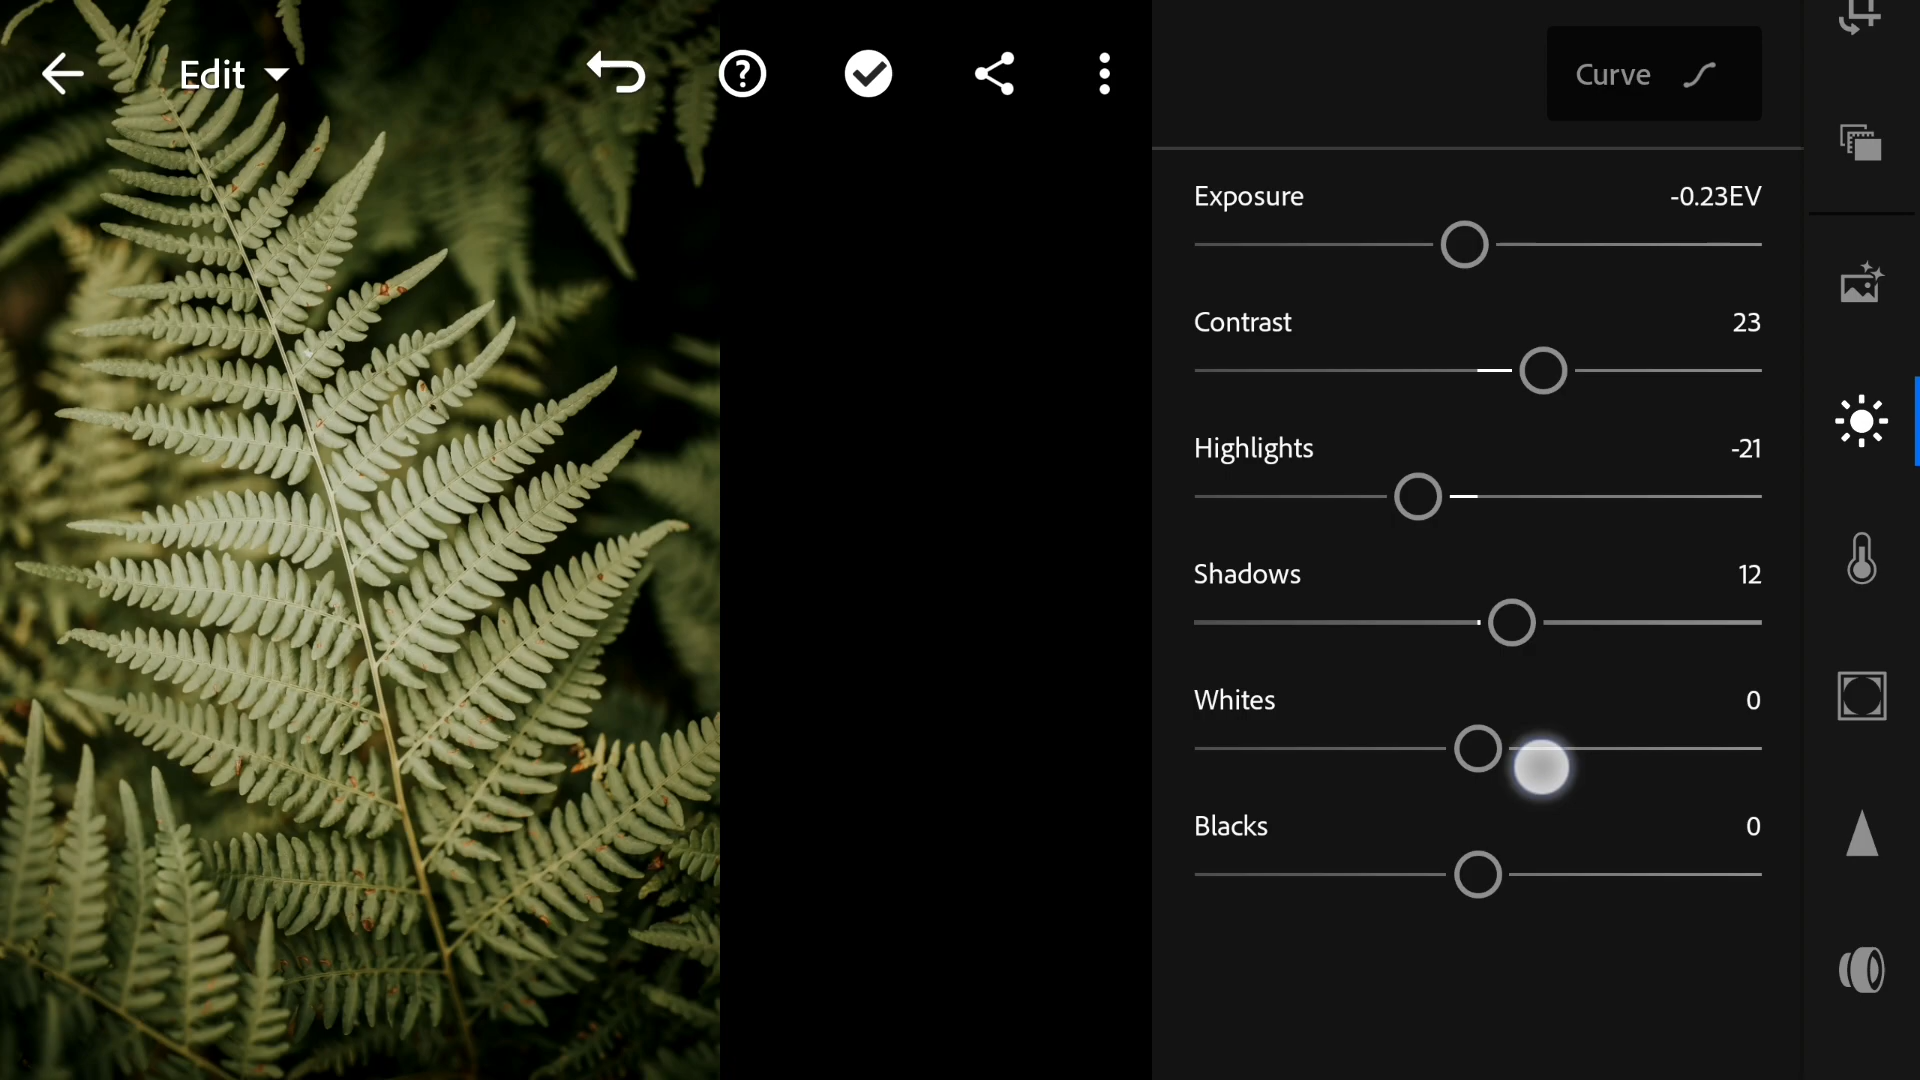 Edit
?
Curve
Exposure -0.23EV
Contrast 23
Highlights -21
Shadows 12
Whites 0
Blacks 0